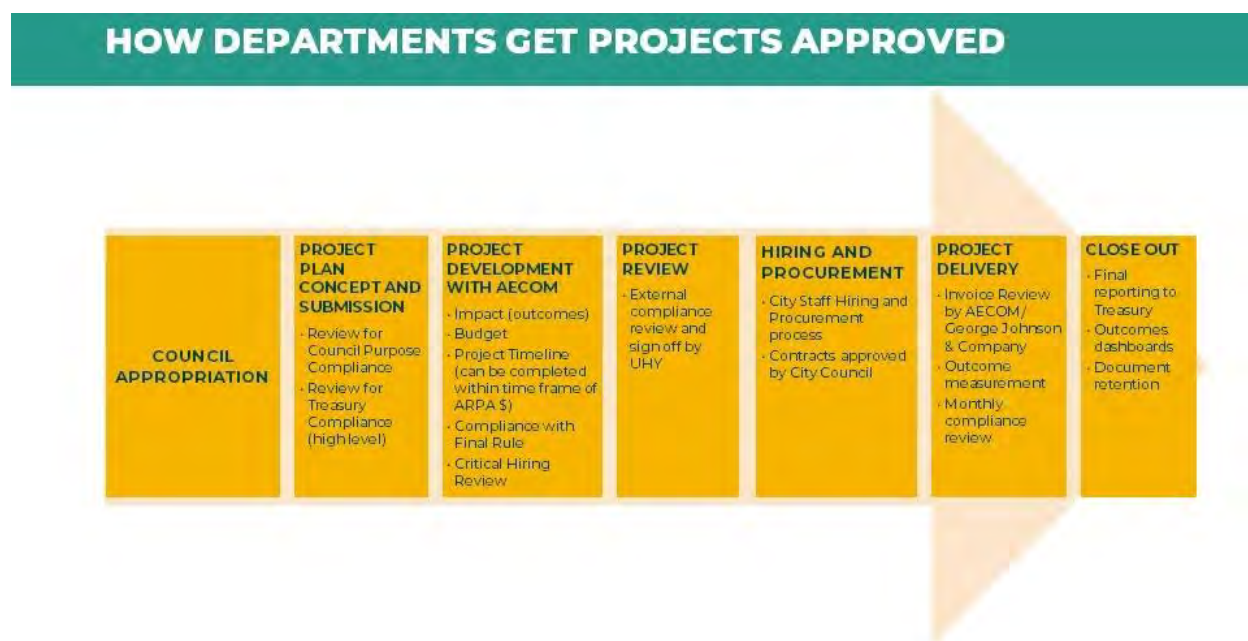 HOW DEPARTMENTS GET PROJECTS APPROVED
COUNCIL
APPROPRIATION
PROJECT
PLAN
CONCEPT AND
SUBMISSION
· Review for
Council Purpose
Compliance
· Review for
Treasury
Compliance
(high level)
PROJECT
DEVELOPMENT
WITH AECOM
· Impact (outcomes)
· Budget
· Project Timeline
(can be completed
within time frame of
ARPA $)
· Compliance with
Final Rule
· Critical Hiring
Review
PROJECT
REVIEW
· External
compliance
review and
sign off by
UHY
HIRING AND
PROCUREMENT
· City Staff Hiring and
Procurement
process
· Contracts approved
by City Council
PROJECT
DELIVERY
· Invoice Review
by AECOM/
George Johnson
& Company
· Outcome
measurement
· Monthly
compliance
review
CLOSE OUT
· Final
reporting to
Treasury
· Outcomes
dashboards
· Document
retention